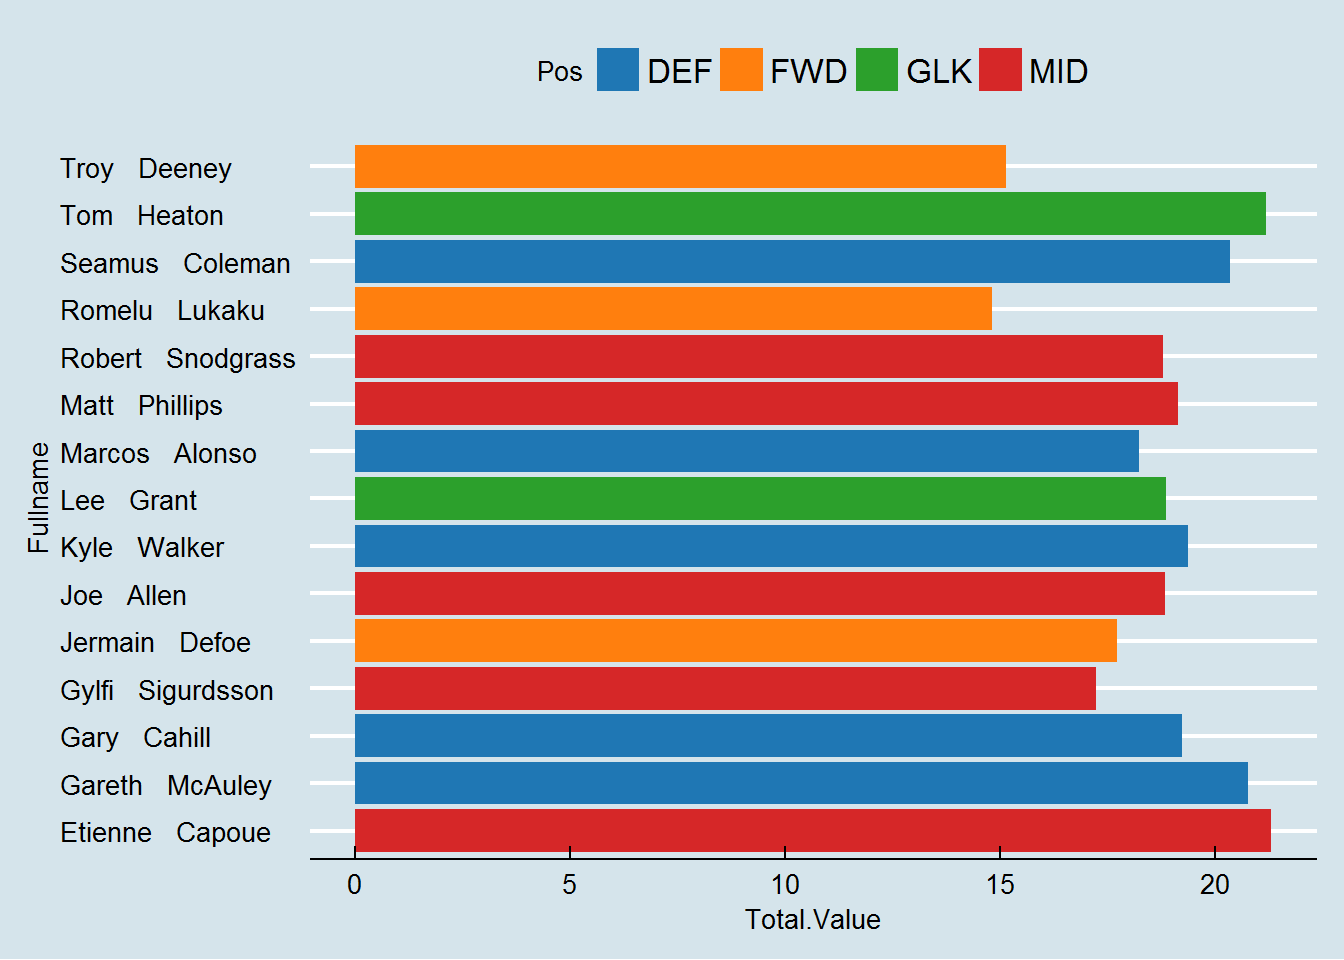 Pos DEF FWD GLK MID
Troy Deeney
Tom Heaton
Seamus Coleman
Romelu Lukaku
Robert Snodgrass
Matt Phillips
Marcos Alonso
Lee Grant
Kyle Walker
Joe Allen
Jermain Defoe
Gylfi Sigurdsson
Gary Cahill
Gareth McAuley
Etienne Capoue
Fullname
0 5 10 15 20
Total.Value